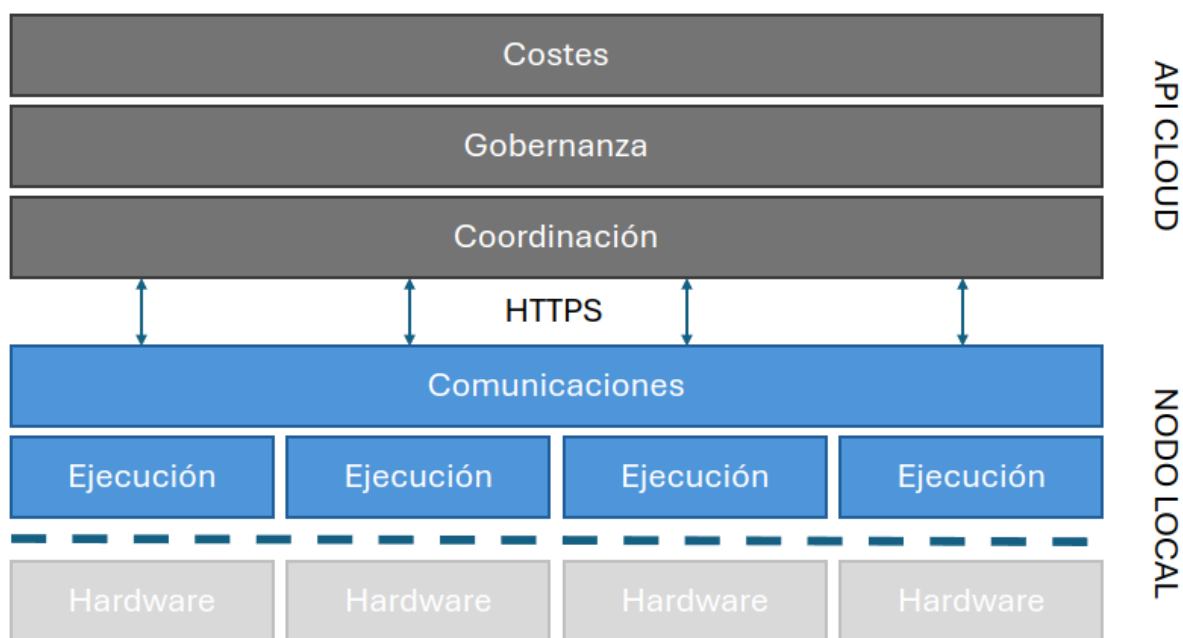 Costes
Gobernanza
Coordinación
API CLOUD
HTTPS
Comunicaciones
Ejecución
Ejecución
Ejecución
Ejecución
Hardware
Hardware
Hardware
Hardware
NODO LOCAL